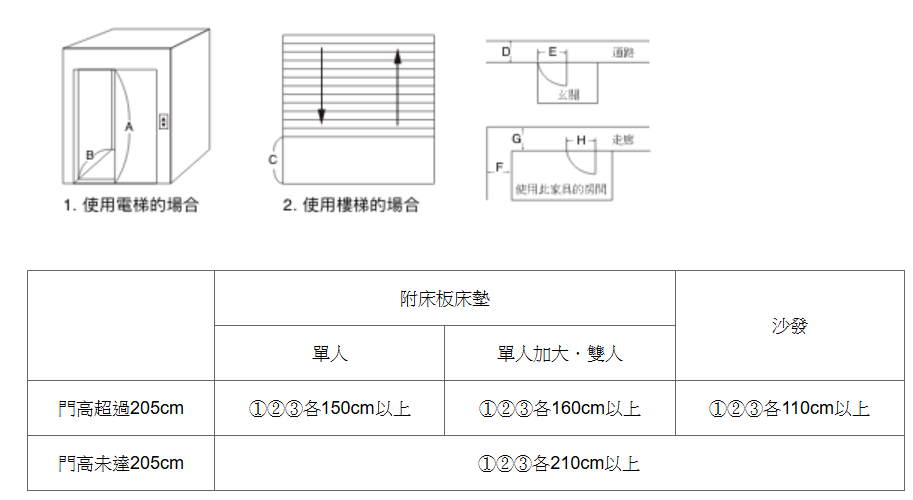 A
B
1. 使用電梯的場合
C
2. 使用樓梯的場合
D
E
道路
玄關
G
H
走廊
F
使用此家具的房間
附床板床墊
沙發
單人
單人加大・雙人
門高超過205cm
①②③各150cm以上
①②③各160cm以上
①②③各110cm以上
門高未達205cm
①②③各210cm以上